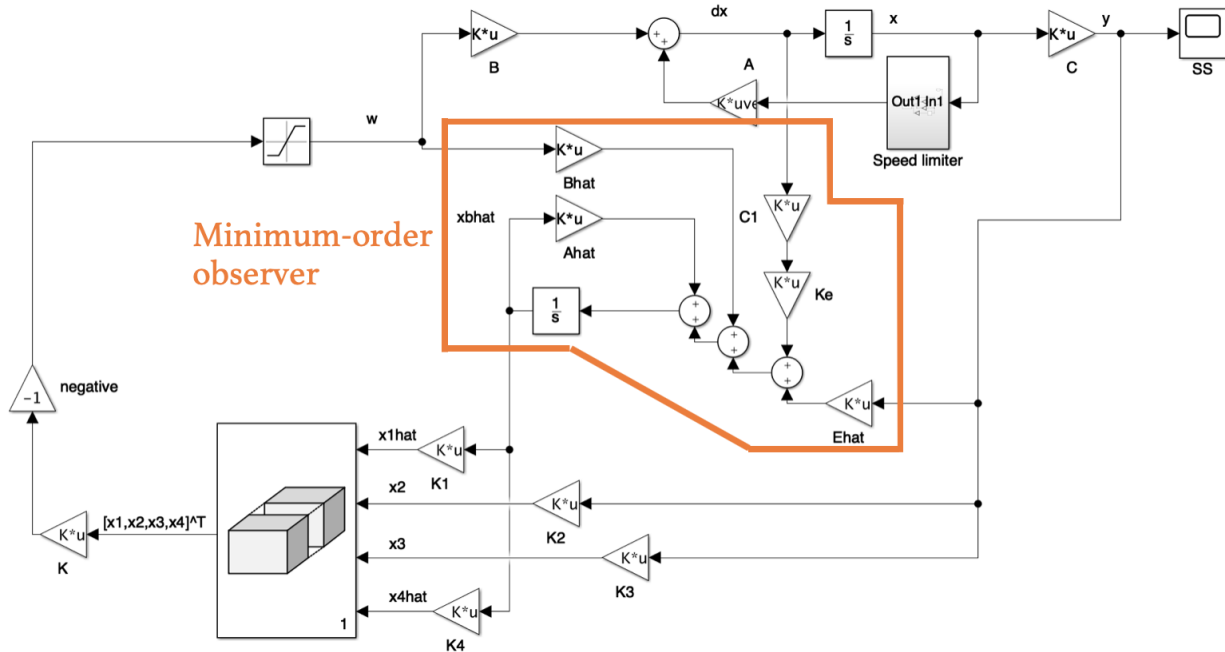 dx
x
y
K*u
B
+
+
1
s
K*u
C
SS
A
K*uve
Out1 In1
Speed limiter
w
K*u
Bhat
xbhat
K*u
Ahat
C1
K*u
K*u
Ke
Minimum-order
observer
1
s
+
+
+
+
+
+
K*u
Ehat
negative
-1
x1hat
K*u
K1
x2
K*u
K2
[x1,x2,x3,x4]^T
K*u
K
x3
K*u
K3
x4hat
K*u
K4
1